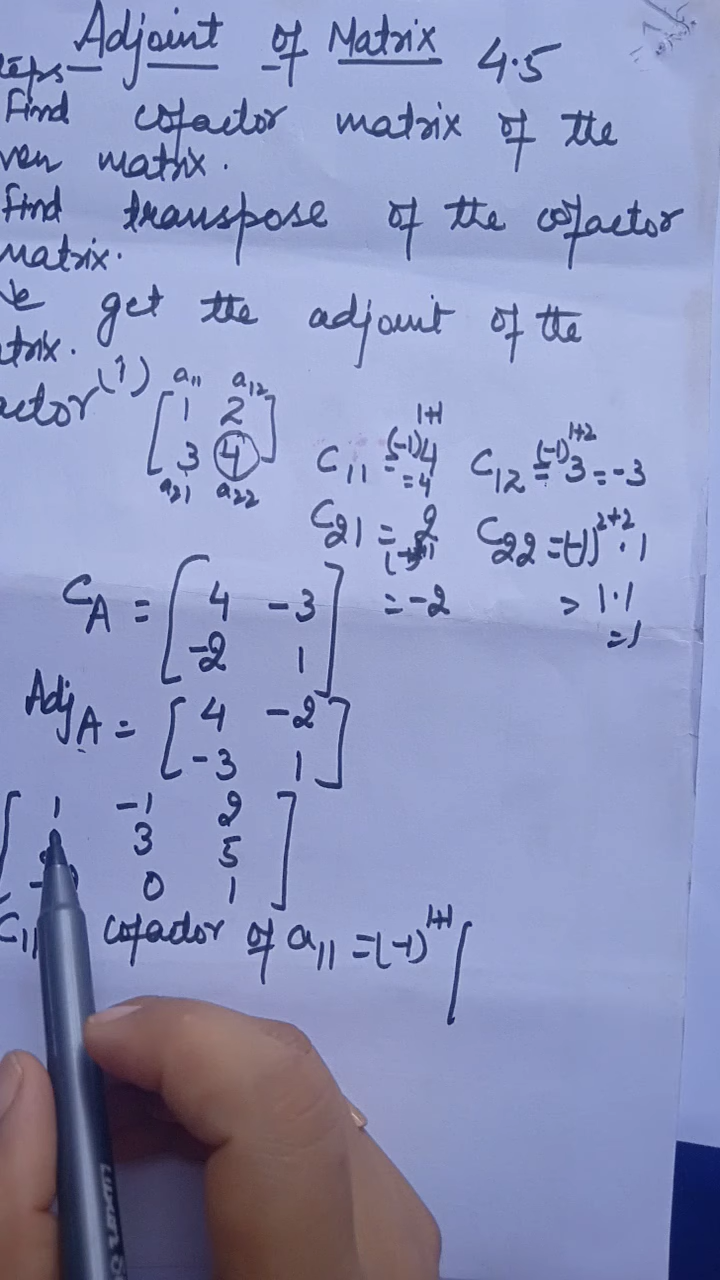 Adjoint of Matrix 4.5
Find cofactor matrix of the
matrix.
Find transpose of the cofactor
matrix.
get the adjoint of the
(1) a11 a12
[1 2
3 4]
a21 a22
C11 = (-1)^1+1 4 = 4 C12 = (-1)^1+2 3 = -3
C21 = 2 = -2 C22 = (-1)^2+2 . 1
> 1.1
= 1
CA = [4 -3
-2 1]
AdjA = [4 -2
-3 1]
[1 -1 2
3 5
0 1]
C11 cofactor of a11 = (-1)^1+1 |